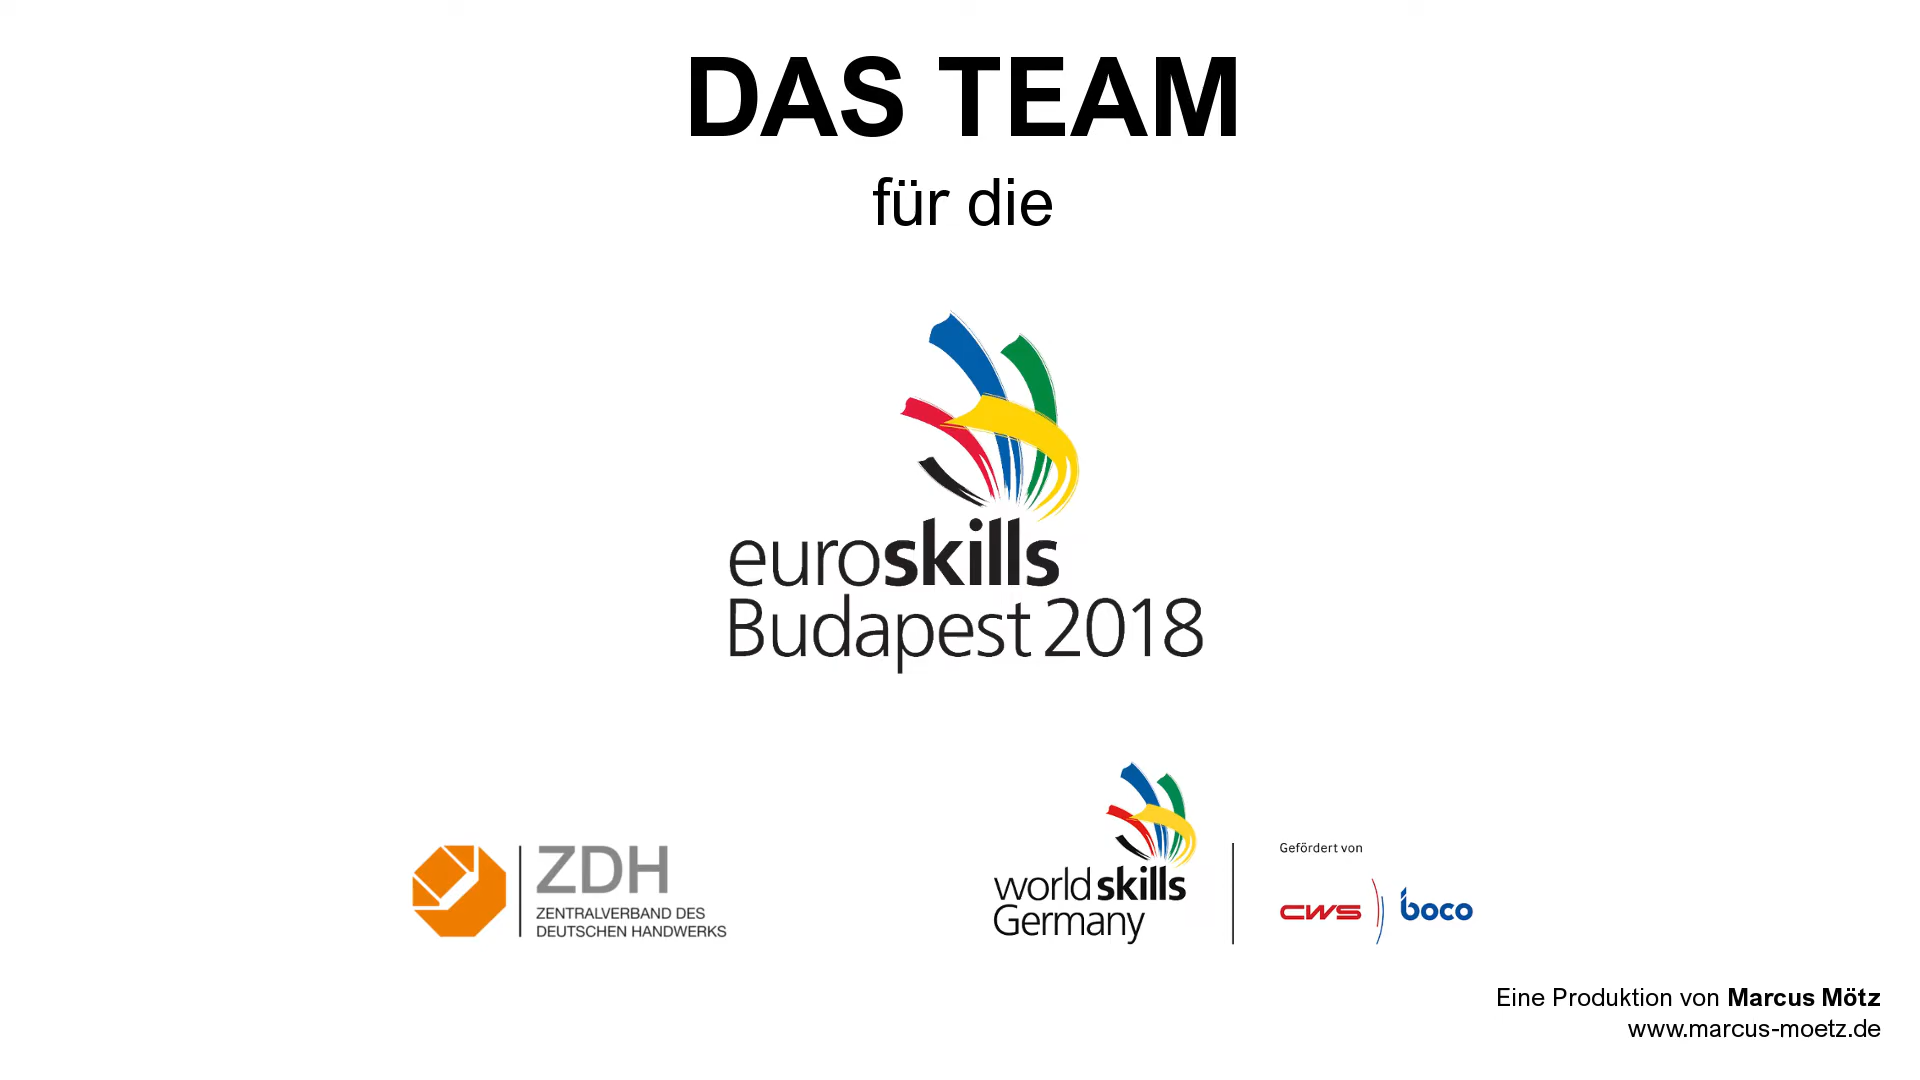 DAS TEAM
für die
euroskills
Budapest 2018
ZDH
ZENTRALVERBAND DES
DEUTSCHEN HANDWERKS
worldskills
Germany
Gefördert von
CWS boco
Eine Produktion von Marcus Mötz
www.marcus-moetz.de